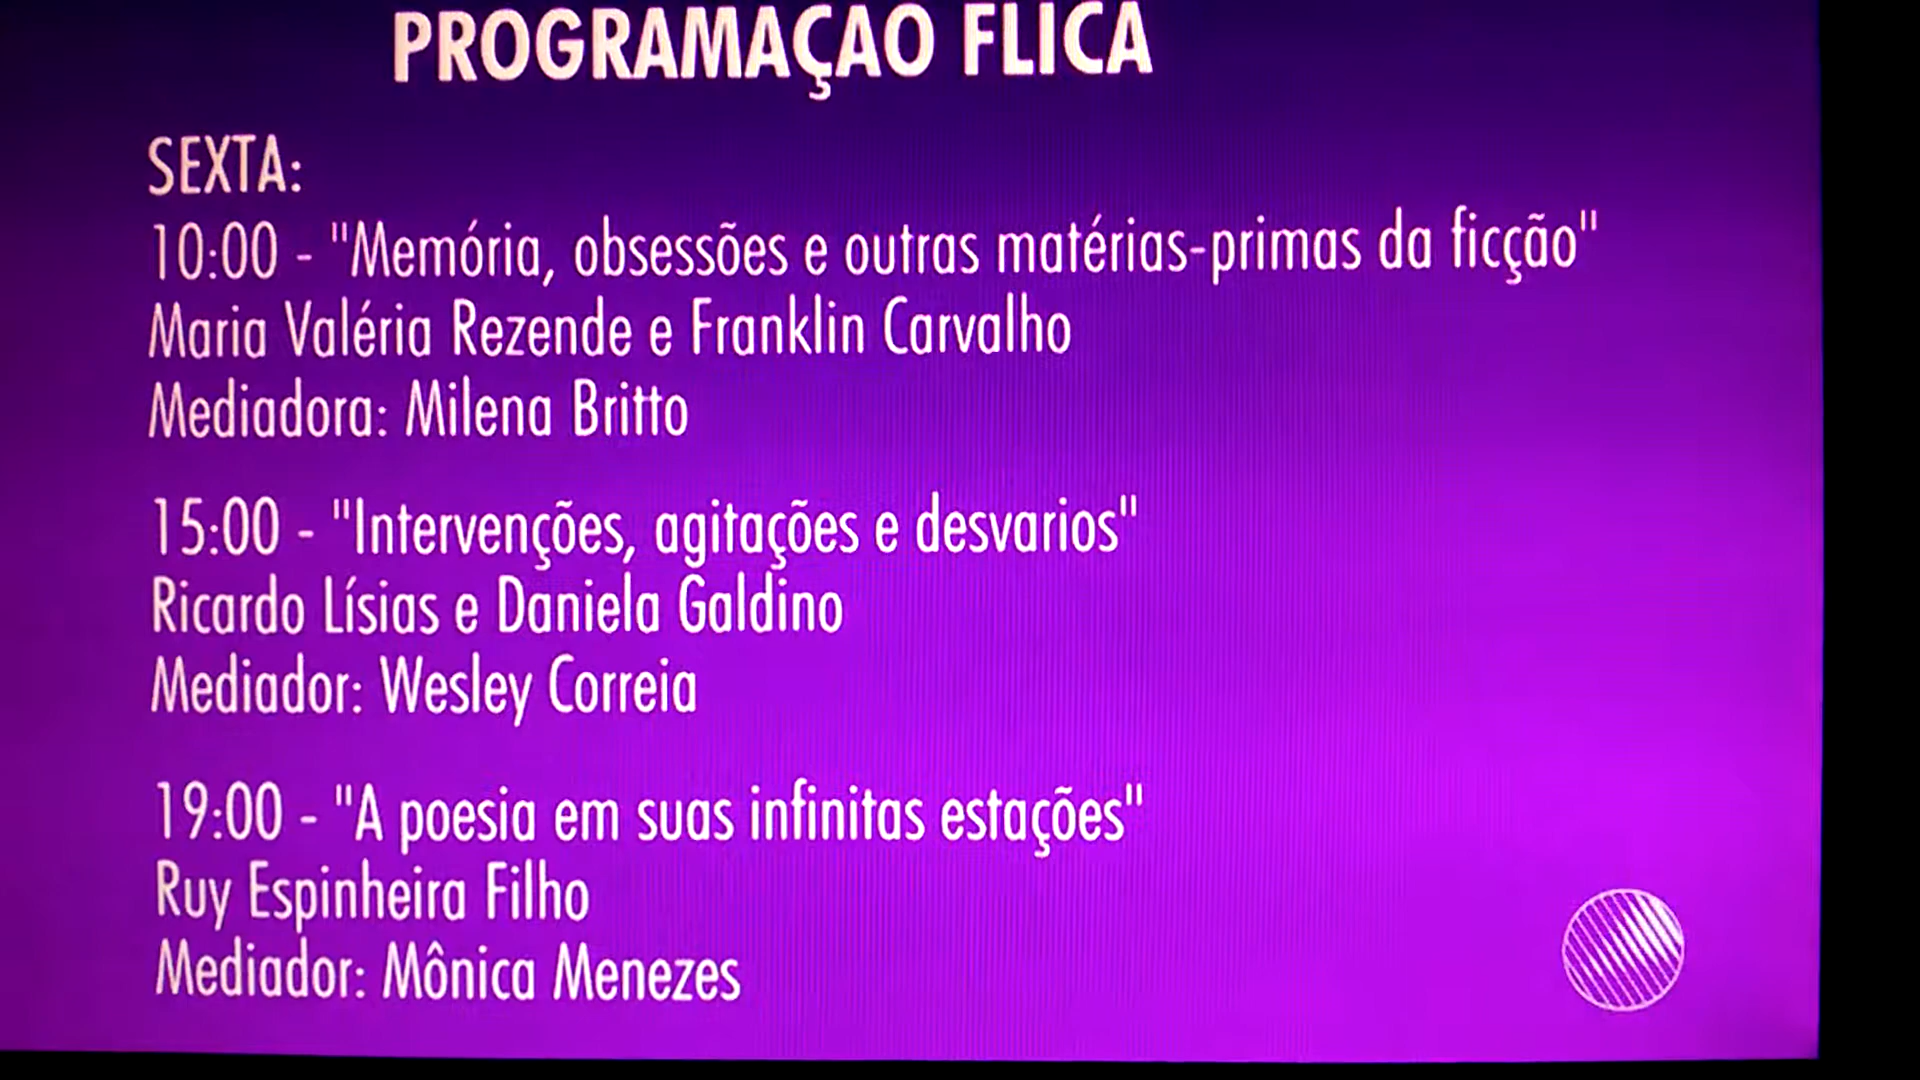 PROGRAMAÇÃO FLICA
SEXTA:
10:00 - "Memória, obsessões e outras matérias-primas da ficção"
Maria Valéria Rezende e Franklin Carvalho
Mediadora: Milena Britto
15:00 - "Intervenções, agitações e desvarios"
Ricardo Lísias e Daniela Galdino
Mediador: Wesley Correia
19:00 - "A poesia em suas infinitas estações"
Ruy Espinheira Filho
Mediador: Mônica Menezes